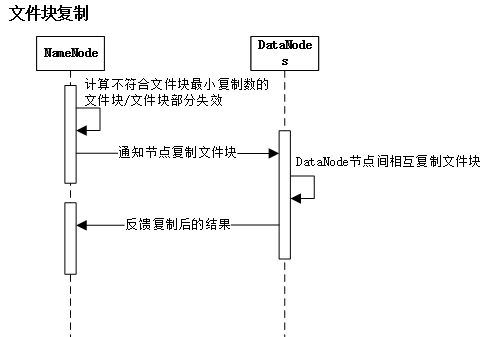 文件块复制
NameNode
DataNode
s
计算不符合文件块最小复制数的
文件块/文件块部分失效
通知节点复制文件块
DataNode节点间相互复制文件块
反馈复制后的结果